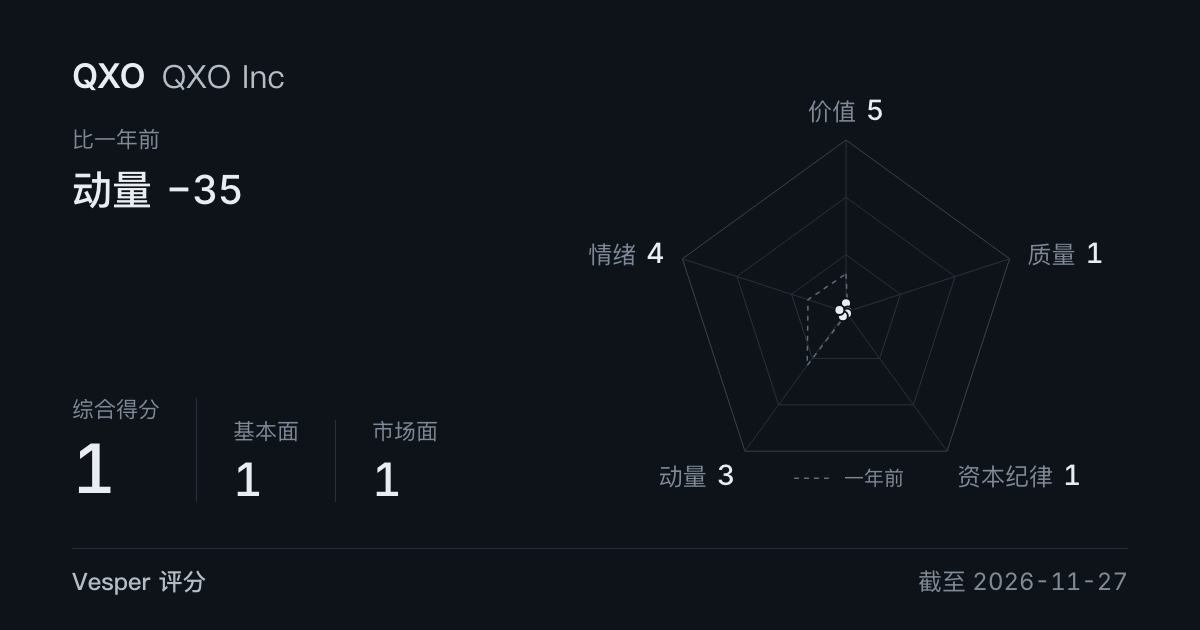 QXO QXO Inc
比一年前
动量 −35
价值 5
情绪 4
质量 1
动量 3
---- 一年前
资本纪律 1
综合得分
1
基本面
1
市场面
1
Vesper 评分
截至 2026-11-27